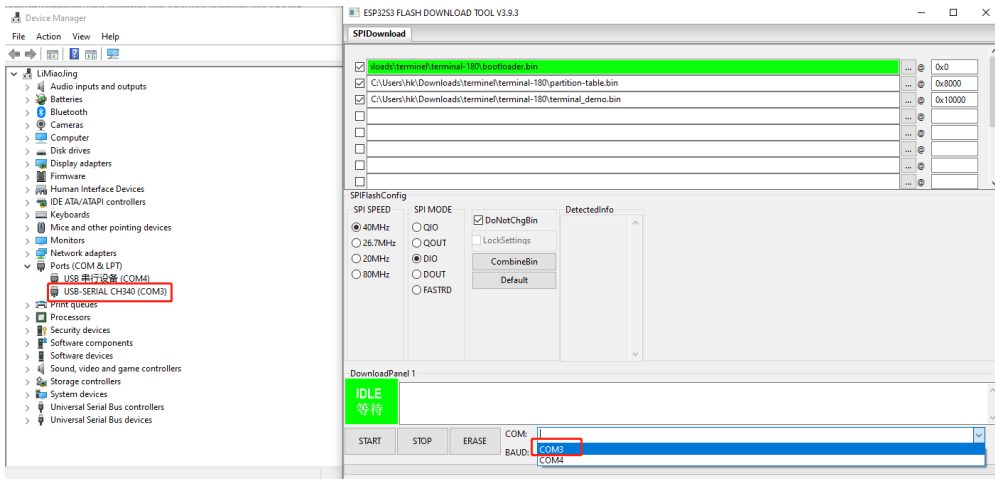 Device Manager
File Action View Help
LiMiaoJing
Audio inputs and outputs
Batteries
Bluetooth
Cameras
Computer
Disk drives
Display adapters
Firmware
Human Interface Devices
IDE ATA/ATAPI controllers
Keyboards
Mice and other pointing devices
Monitors
Network adapters
Ports (COM & LPT)
USB 串行设备 (COM4)
USB-SERIAL CH340 (COM3)
Print queues
Processors
Security devices
Software components
Software devices
Sound, video and game controllers
Storage controllers
System devices
Universal Serial Bus controllers
Universal Serial Bus devices
ESP32S3 FLASH DOWNLOAD TOOL V3.9.3
SPIDownload
loads\terminel\terminal-180\bootloader.bin ... @ 0x0
C:\Users\hk\Downloads\terminel\terminal-180\partition-table.bin ... @ 0x8000
C:\Users\hk\Downloads\terminel\terminal-180\terminal_demo.bin ... @ 0x10000
... @
... @
... @
... @
... @
SPIFlashConfig
SPI SPEED
40MHz
26.7MHz
20MHz
80MHz
SPI MODE
QIO
QOUT
DIO
DOUT
FASTRD
DoNotChgBin
LockSettings
CombineBin
Default
DetectedInfo
DownloadPanel 1
IDLE
等待
START STOP ERASE
COM:
BAUD:
COM3
COM4